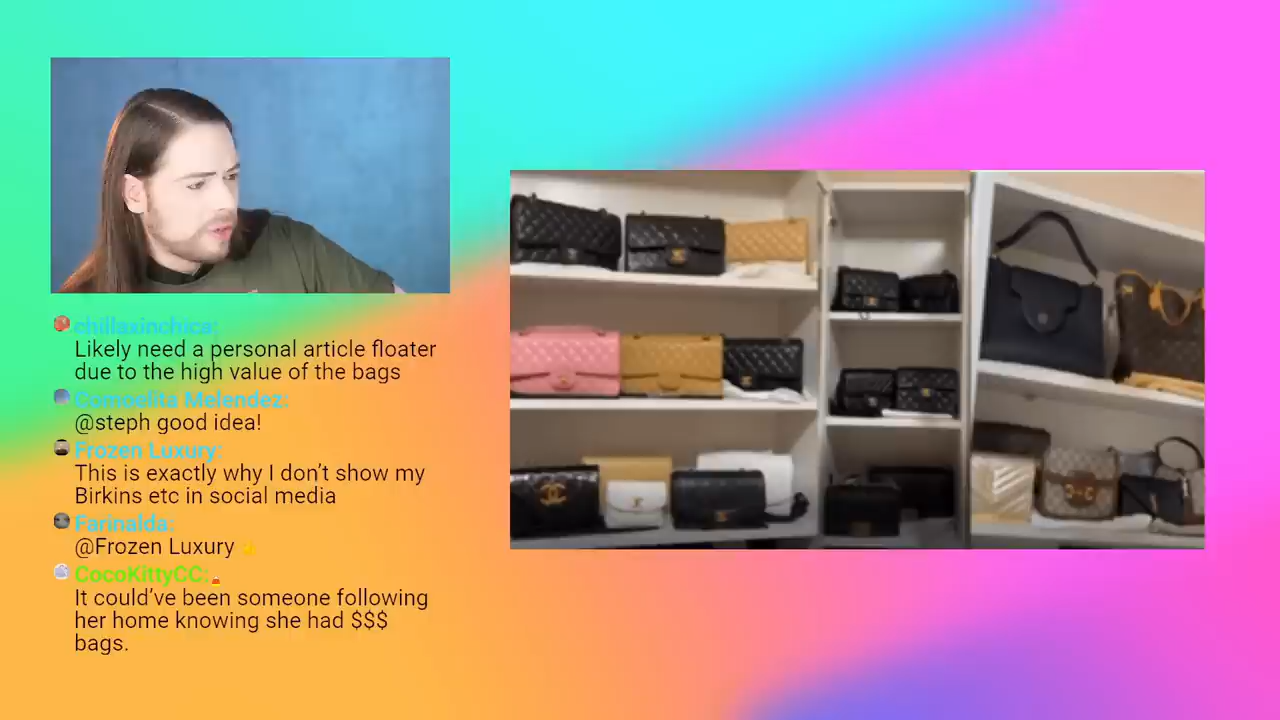 chillaxinchica:
Likely need a personal article floater
due to the high value of the bags
Comoelita Melendez:
@steph good idea!
Frozen Luxury:
This is exactly why I don't show my
Birkins etc in social media
Farinalda:
@Frozen Luxury
CocoKittyCC:
It could've been someone following
her home knowing she had $$$
bags.